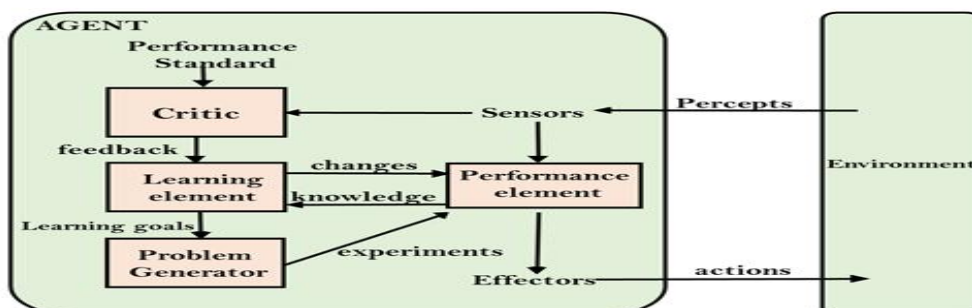 AGENT
Performance
Standard
Critic
Sensors
Percepts
feedback
changes
Learning
element
Performance
element
Environment
knowledge
Learning goals
Problem
Generator
experiments
Effectors
actions